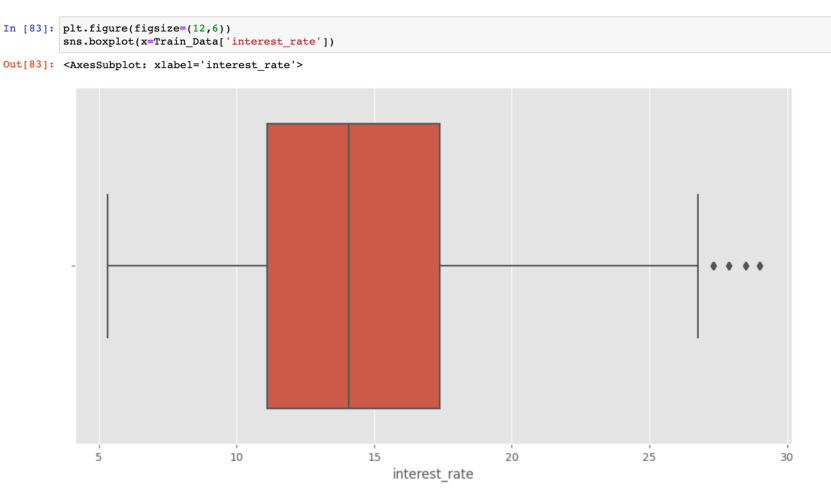 In [83]: plt.figure(figsize=(12,6))
sns.boxplot(x=Train_Data['interest_rate'])
Out[83]: <AxesSubplot: xlabel='interest_rate'>
5 10 15 20 25 30
interest_rate